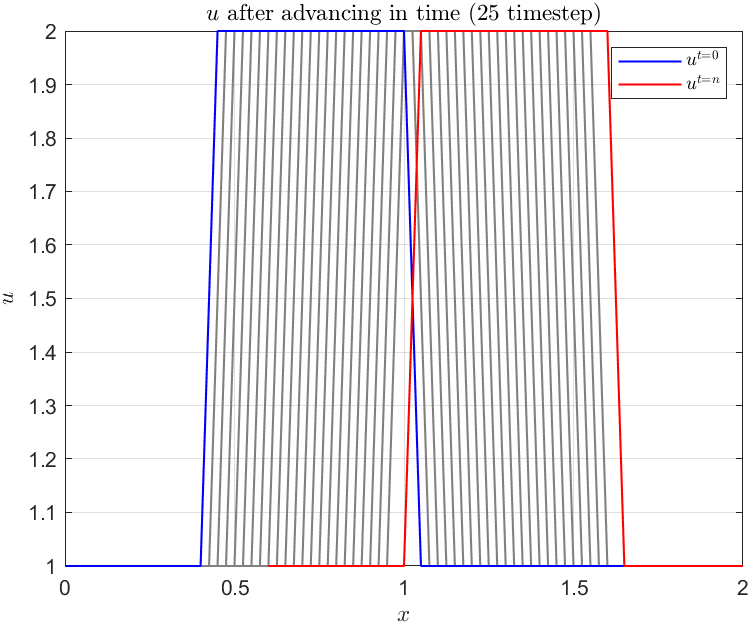 u after advancing in time (25 timestep)
u^{t=0}
u^{t=n}
2
1.9
1.8
1.7
1.6
1.5
1.4
1.3
1.2
1.1
1
u
0 0.5 1 1.5 2
x